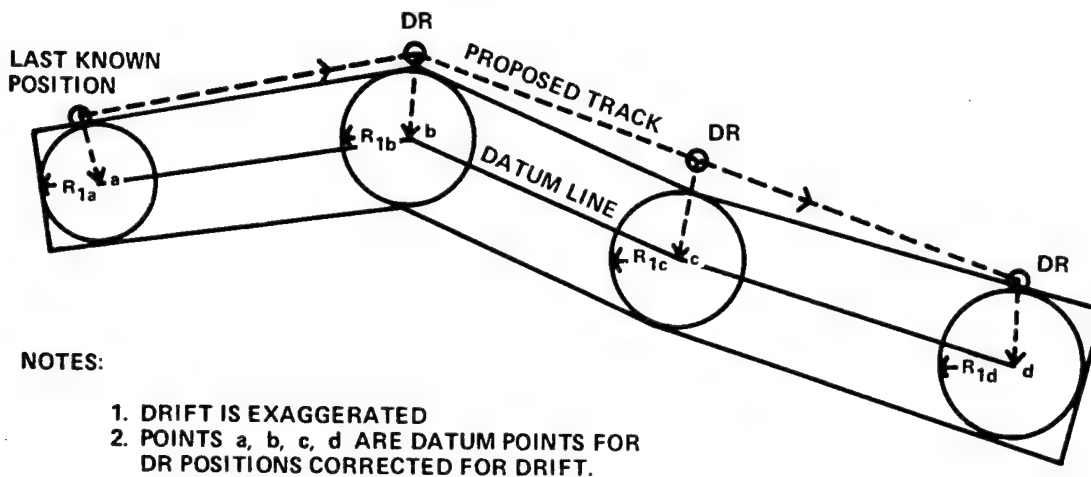 DR
LAST KNOWN
POSITION
PROPOSED TRACK
DR
R1a a
R1b b
DATUM LINE
R1c c
DR
R1d d
NOTES:
1. DRIFT IS EXAGGERATED
2. POINTS a, b, c, d ARE DATUM POINTS FOR
DR POSITIONS CORRECTED FOR DRIFT.